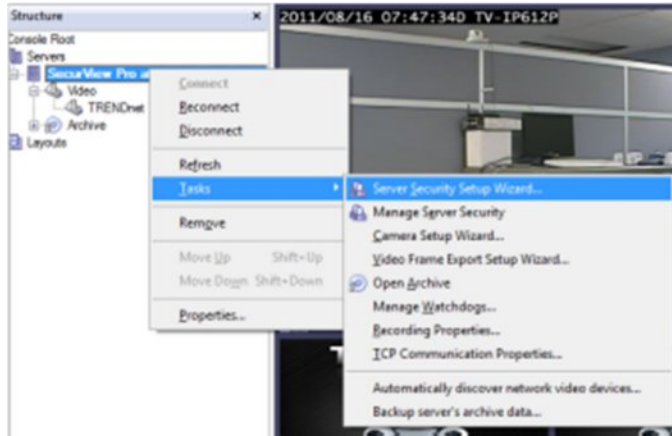 Structure
2011/08/16 07:47:34D TV-IP612P
Console Root
Servers
SecurView Pro
Video
TRENDnet
Archive
Layouts
Connect
Reconnect
Disconnect
Refresh
Tasks
Remove
Move Up Shift+Up
Move Down Shift+Down
Properties...
Server Security Setup Wizard...
Manage Server Security
Camera Setup Wizard...
Video Frame Export Setup Wizard...
Open Archive
Manage Watchdogs...
Recording Properties...
TCP Communication Properties...
Automatically discover network video devices...
Backup server's archive data...